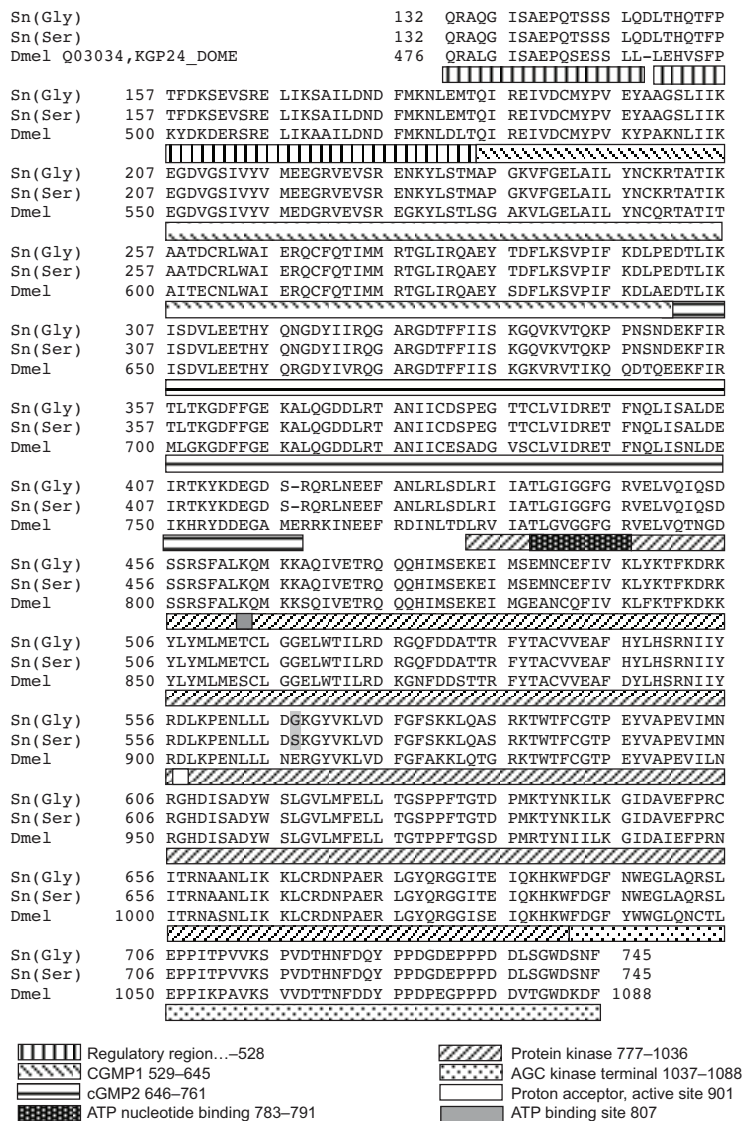 Sn(Gly) 132 QRAQG ISAEPQTSSS LQDLTHQTFP
Sn(Ser) 132 QRAQG ISAEPQTSSS LQDLTHQTFP
Dmel Q03034,KGP24_DOME 476 QRALG ISAEPQSESS LL-LEHVSFP
Sn(Gly) 157 TFDKSEVSRE LIKSAILDND FMKNLEMTQI REIVDCMYPV EYAAGSLIIK
Sn(Ser) 157 TFDKSEVSRE LIKSAILDND FMKNLEMTQI REIVDCMYPV EYAAGSLIIK
Dmel 500 KYDKDERSRE LIKAAILDND FMKNLDLTQI REIVDCMYPV KYPAKNLIIK
Sn(Gly) 207 EGDVGSIVYV MEEGRVEVSR ENKYLSTMAP GKVFGELAIL YNCKRTATIK
Sn(Ser) 207 EGDVGSIVYV MEEGRVEVSR ENKYLSTMAP GKVFGELAIL YNCKRTATIK
Dmel 550 EGDVGSIVYV MEDGRVEVSR EGKYLSTLSG AKVLGELAIL YNCQRTATIT
Sn(Gly) 257 AATDCRLWAI ERQCFQTIMM RTGLIRQAEY TDFLKSVPIF KDLPEDTLIK
Sn(Ser) 257 AATDCRLWAI ERQCFQTIMM RTGLIRQAEY TDFLKSVPIF KDLPEDTLIK
Dmel 600 AITECNLWAI ERQCFQTIMM RTGLIRQAEY SDFLKSVPIF KDLAEDTLIK
Sn(Gly) 307 ISDVLEETHY QNGDYIIRQG ARGDTFFIIS KGQVKVTQKP PNSNDEKFIR
Sn(Ser) 307 ISDVLEETHY QNGDYIIRQG ARGDTFFIIS KGQVKVTQKP PNSNDEKFIR
Dmel 650 ISDVLEETHY QRGDYIVRQG ARGDTFFIIS KGKVRVTIKQ QDTQEEKFIR
Sn(Gly) 357 TLTKGDFFGE KALQGDDLRT ANIICDSPEG TTCLVIDRET FNQLISALDE
Sn(Ser) 357 TLTKGDFFGE KALQGDDLRT ANIICDSPEG TTCLVIDRET FNQLISALDE
Dmel 700 MLGKGDFFGE KALQGDDLRT ANIICESADG VSCLVIDRET FNQLISNLDE
Sn(Gly) 407 IRTKYKDEGD S-RQRLNEEF ANLRLSDLRI IATLGIGGFG RVELVQIQSD
Sn(Ser) 407 IRTKYKDEGD S-RQRLNEEF ANLRLSDLRI IATLGIGGFG RVELVQIQSD
Dmel 750 IKHRYDDEGA MERRKINEEF RDINLTDLRV IATLGVGGFG RVELVQTNGD
Sn(Gly) 456 SSRSFALKQM KKAQIVETRQ QQHIMSEKEI MSEMNCEFIV KLYKTFKDRK
Sn(Ser) 456 SSRSFALKQM KKAQIVETRQ QQHIMSEKEI MSEMNCEFIV KLYKTFKDRK
Dmel 800 SSRSFALKQM KKSQIVETRQ QQHIMSEKEI MGEANCQFIV KLFKTFKDKK
Sn(Gly) 506 YLYMLMETCL GGELWTILRD RGQFDDATTR FYTACVVEAF HYLHSRNIIY
Sn(Ser) 506 YLYMLMETCL GGELWTILRD RGQFDDATTR FYTACVVEAF HYLHSRNIIY
Dmel 850 YLYMLMESCL GGELWTILRD KGNFDDSTTR FYTACVVEAF DYLHSRNIIY
Sn(Gly) 556 RDLKPENLLL DGKGYVKLVD FGFSKKLQAS RKTWTFCGTP EYVAPEVIMN
Sn(Ser) 556 RDLKPENLLL DSKGYVKLVD FGFSKKLQAS RKTWTFCGTP EYVAPEVIMN
Dmel 900 RDLKPENLLL NERGYVKLVD FGFAKKLQTG RKTWTFCGTP EYVAPEVILN
Sn(Gly) 606 RGHDISADYW SLGVLMFELL TGSPPFTGTD PMKTYNKILK GIDAVEFPRC
Sn(Ser) 606 RGHDISADYW SLGVLMFELL TGSPPFTGTD PMKTYNKILK GIDAVEFPRC
Dmel 950 RGHDISADYW SLGVLMFELL TGTPPFTGSD PMRTYNIILK GIDAIEFPRN
Sn(Gly) 656 ITRNAANLIK KLCRDNPAER LGYQRGGITE IQKHKWFDGF NWEGLAQRSL
Sn(Ser) 656 ITRNAANLIK KLCRDNPAER LGYQRGGITE IQKHKWFDGF NWEGLAQRSL
Dmel 1000 ITRNASNLIK KLCRDNPAER LGYQRGGISE IQKHKWFDGF YWWGLQNCTL
Sn(Gly) 706 EPPITPVVKS PVDTHNFDQY PPDGDEPPPD DLSGWDSNF 745
Sn(Ser) 706 EPPITPVVKS PVDTHNFDQY PPDGDEPPPD DLSGWDSNF 745
Dmel 1050 EPPIKPAVKS VVDTTNFDDY PPDPEGPPPD DVTGWDKDF 1088
Regulatory region...–528
CGMP1 529–645
cGMP2 646–761
ATP nucleotide binding 783–791
Protein kinase 777–1036
AGC kinase terminal 1037–1088
Proton acceptor, active site 901
ATP binding site 807